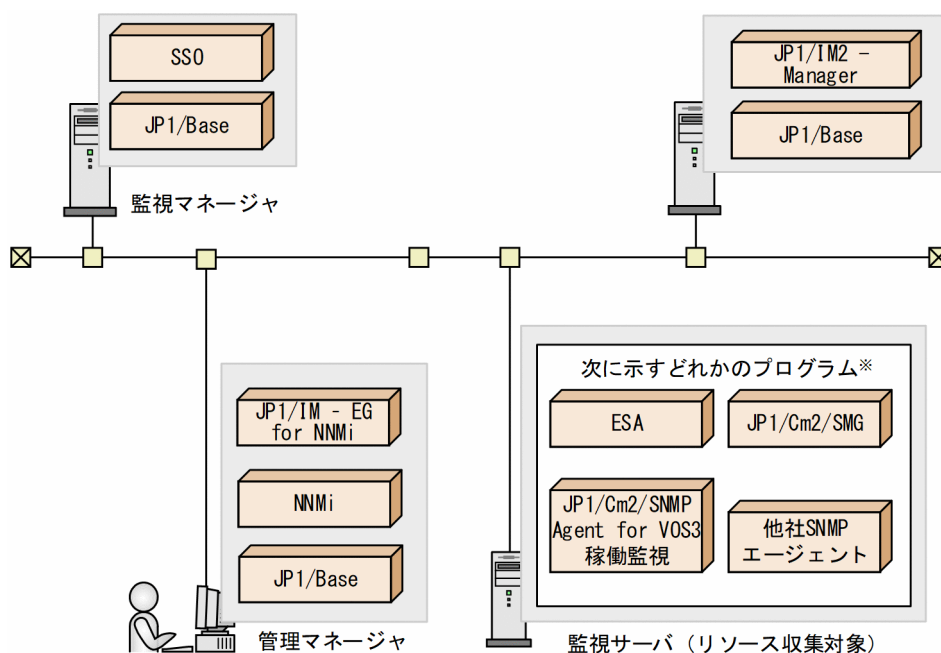 SSO
JP1/Base
監視マネージャ
JP1/IM2 -
Manager
JP1/Base
JP1/IM - EG
for NNMi
NNMi
JP1/Base
管理マネージャ
次に示すどれかのプログラム※
ESA
JP1/Cm2/SMG
JP1/Cm2/SNMP
Agent for VOS3
稼働監視
他社SNMP
エージェント
監視サーバ（リソース収集対象）